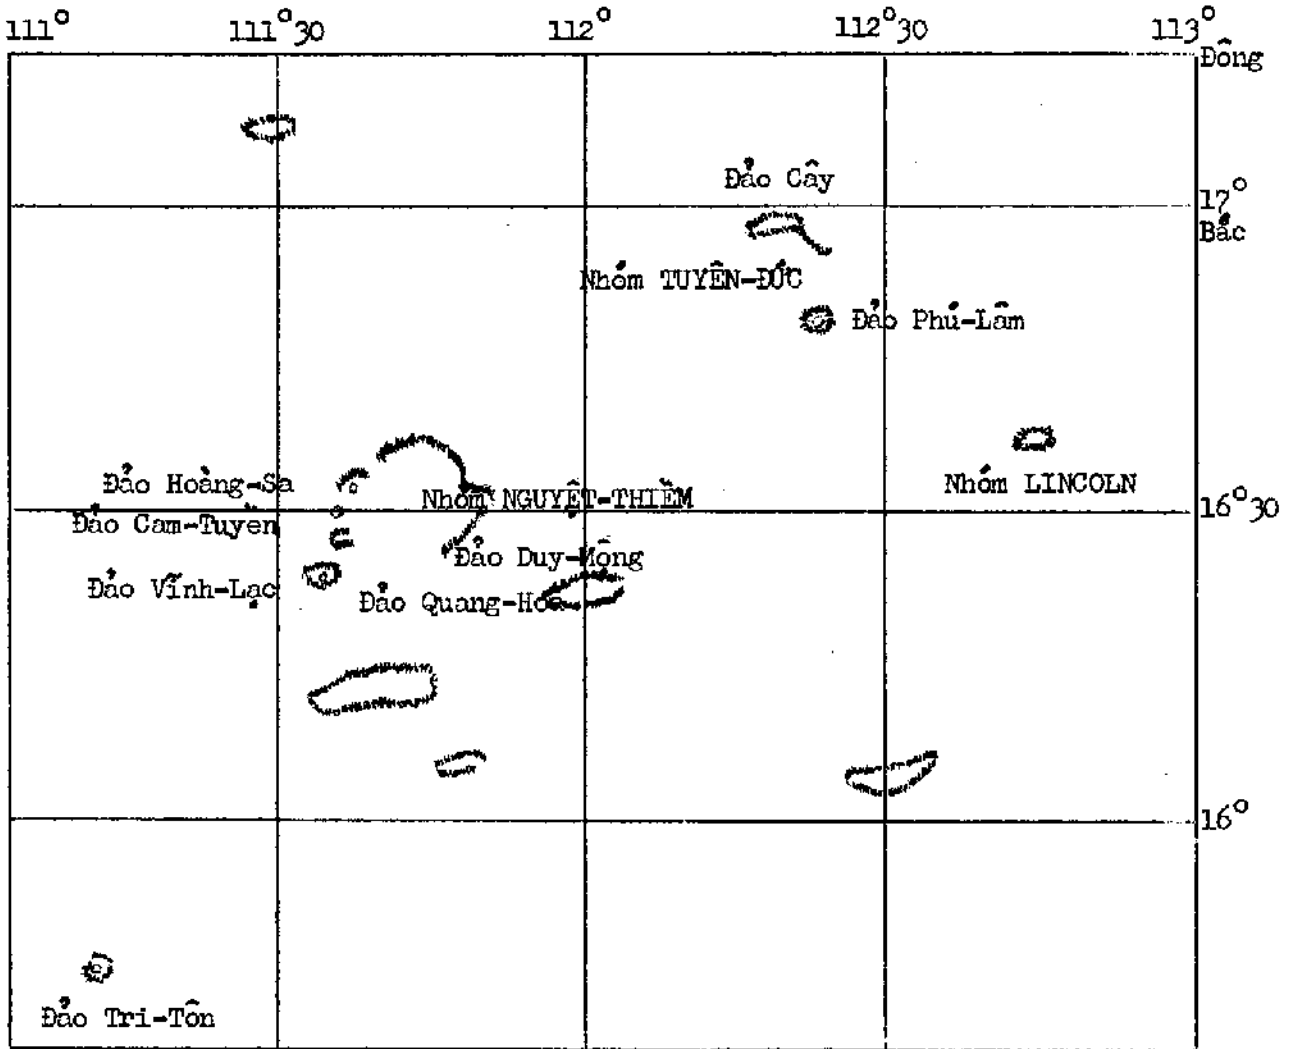 111° 111°30 112° 112°30 113°
Đông
Đảo Cây
17°
Bắc
Nhóm TUYÊN-ĐỨC
Đảo Phú-Lâm
Đảo Hoàng-Sa
Nhóm NGUYỆT-THIỀM
Nhóm LINCOLN
16°30
Đảo Cam-Tuyền
Đảo Duy-Mông
Đảo Vĩnh-Lạc
Đảo Quang-Hoà
16°
Đảo Tri-Tôn